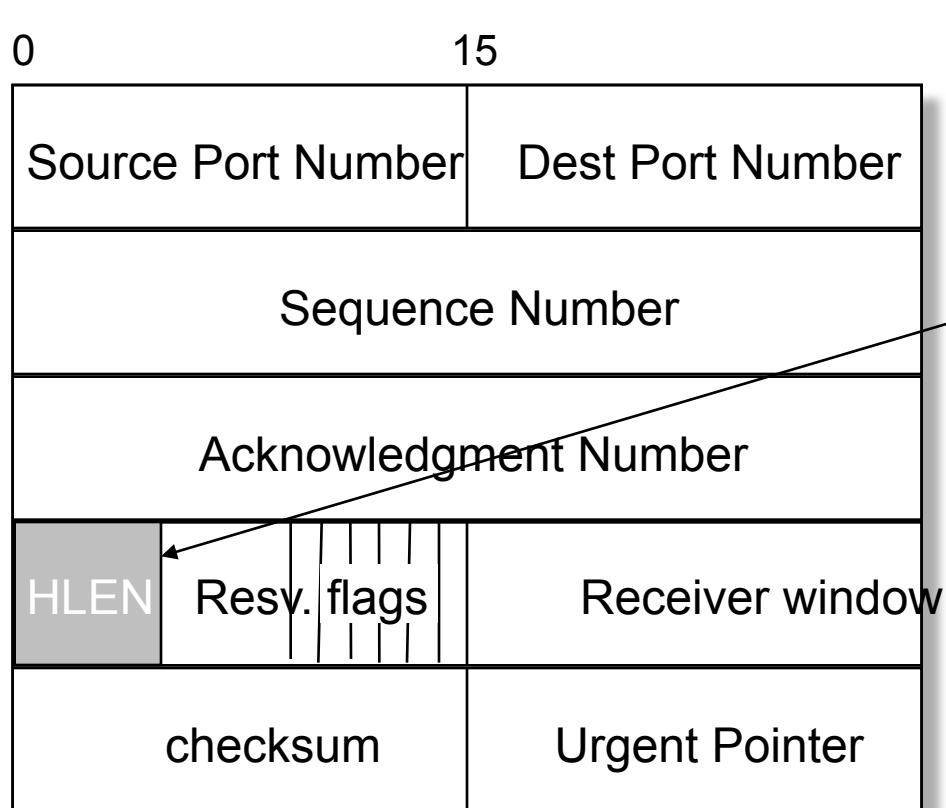 0 15
Source Port Number Dest Port Number
Sequence Number
Acknowledgment Number
HLEN Resv. flags Receiver window
checksum Urgent Pointer